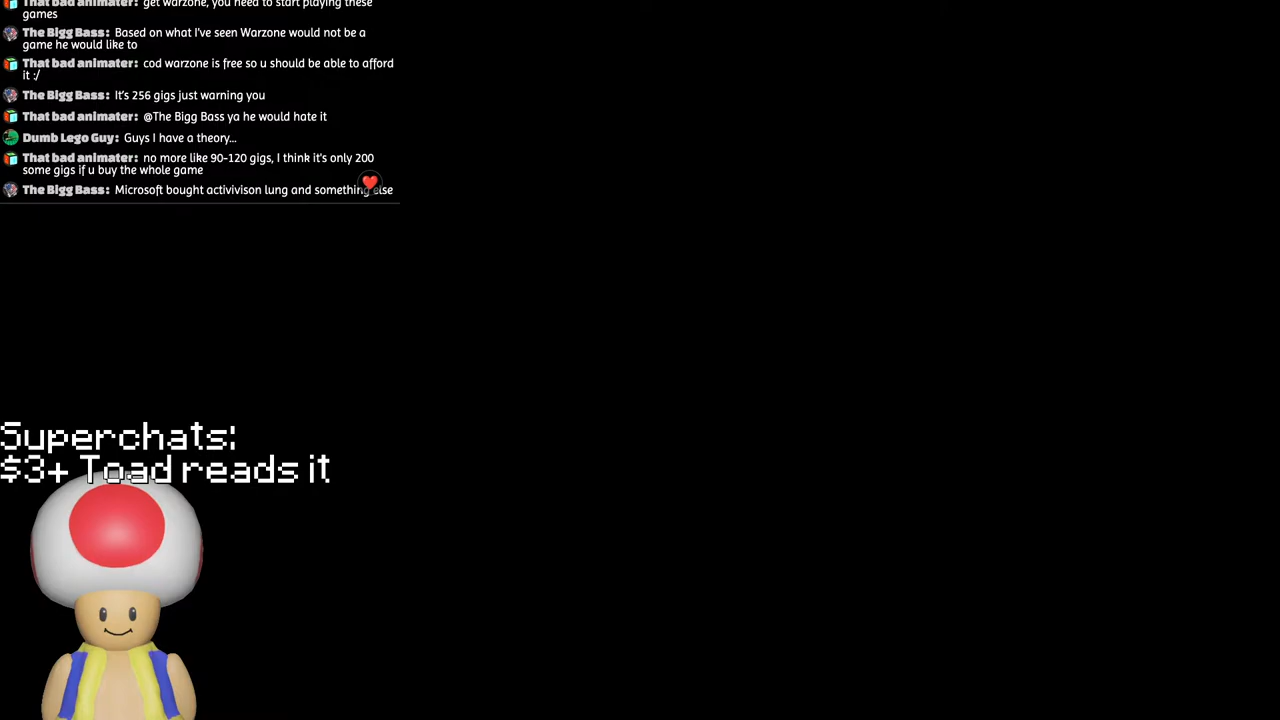 That bad animater: get warzone, you need to start playing these
games
The Bigg Bass: Based on what I've seen Warzone would not be a
game he would like to
That bad animater: cod warzone is free so u should be able to afford
it :/
The Bigg Bass: It's 256 gigs just warning you
That bad animater: @The Bigg Bass ya he would hate it
Dumb Lego Guy: Guys I have a theory...
That bad animater: no more like 90-120 gigs, I think it's only 200
some gigs if u buy the whole game
The Bigg Bass: Microsoft bought activivison lung and something else
Superchats:
$3+ Toad reads it